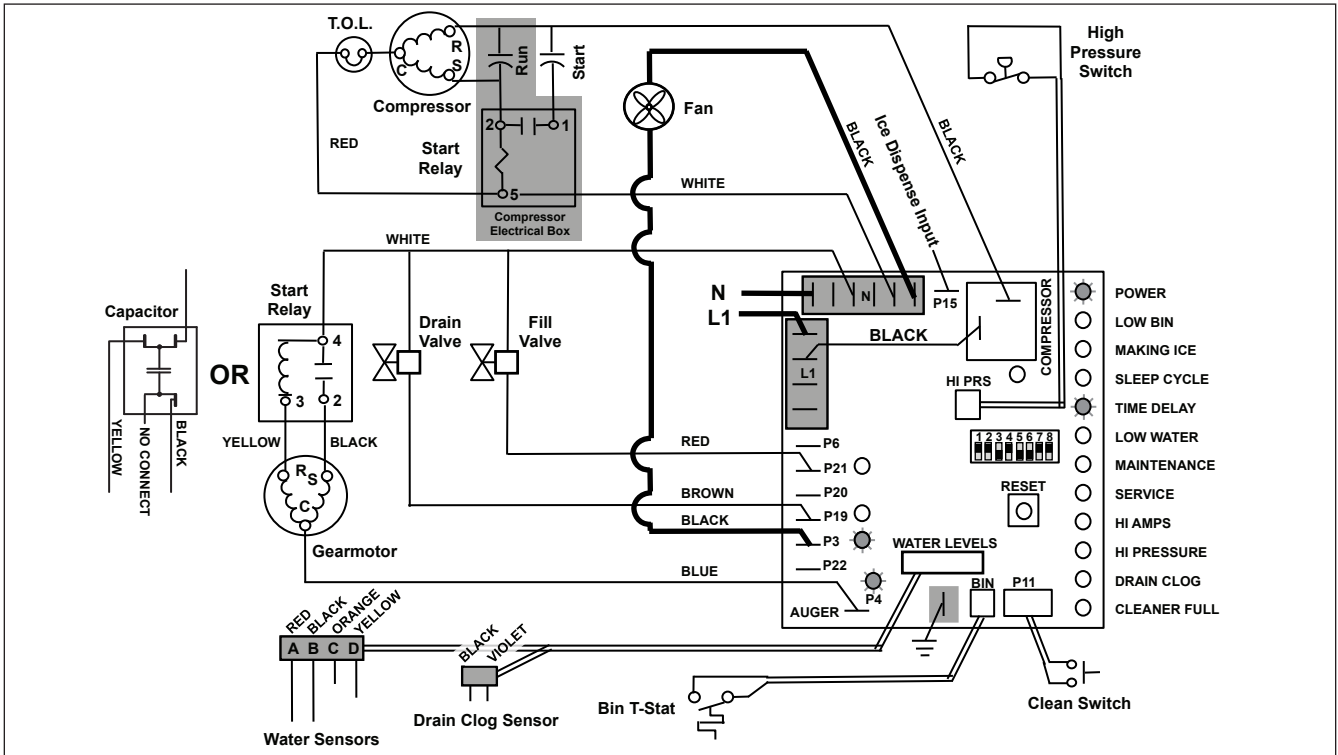 T.O.L.
R
S
C
Compressor
Run
Start
2
1
5
Start
Relay
Compressor
Electrical Box
RED
WHITE
Fan
BLACK
Ice Dispense Input
BLACK
High
Pressure
Switch
WHITE
Capacitor
YELLOW
NO CONNECT
BLACK
OR
Start
Relay
4
3
2
YELLOW
BLACK
R
S
C
Gearmotor
Drain
Valve
Fill
Valve
N
L1
N
P15
L1
BLACK
COMPRESSOR
HI PRS
1 2 3 4 5 6 7 8
RESET
RED
P6
P21
P20
BROWN
P19
BLACK
P3
P22
BLUE
P4
AUGER
WATER LEVELS
BIN
P11
POWER
LOW BIN
MAKING ICE
SLEEP CYCLE
TIME DELAY
LOW WATER
MAINTENANCE
SERVICE
HI AMPS
HI PRESSURE
DRAIN CLOG
CLEANER FULL
RED
BLACK
ORANGE
YELLOW
A B C D
Water Sensors
BLACK
VIOLET
Drain Clog Sensor
Bin T-Stat
Clean Switch